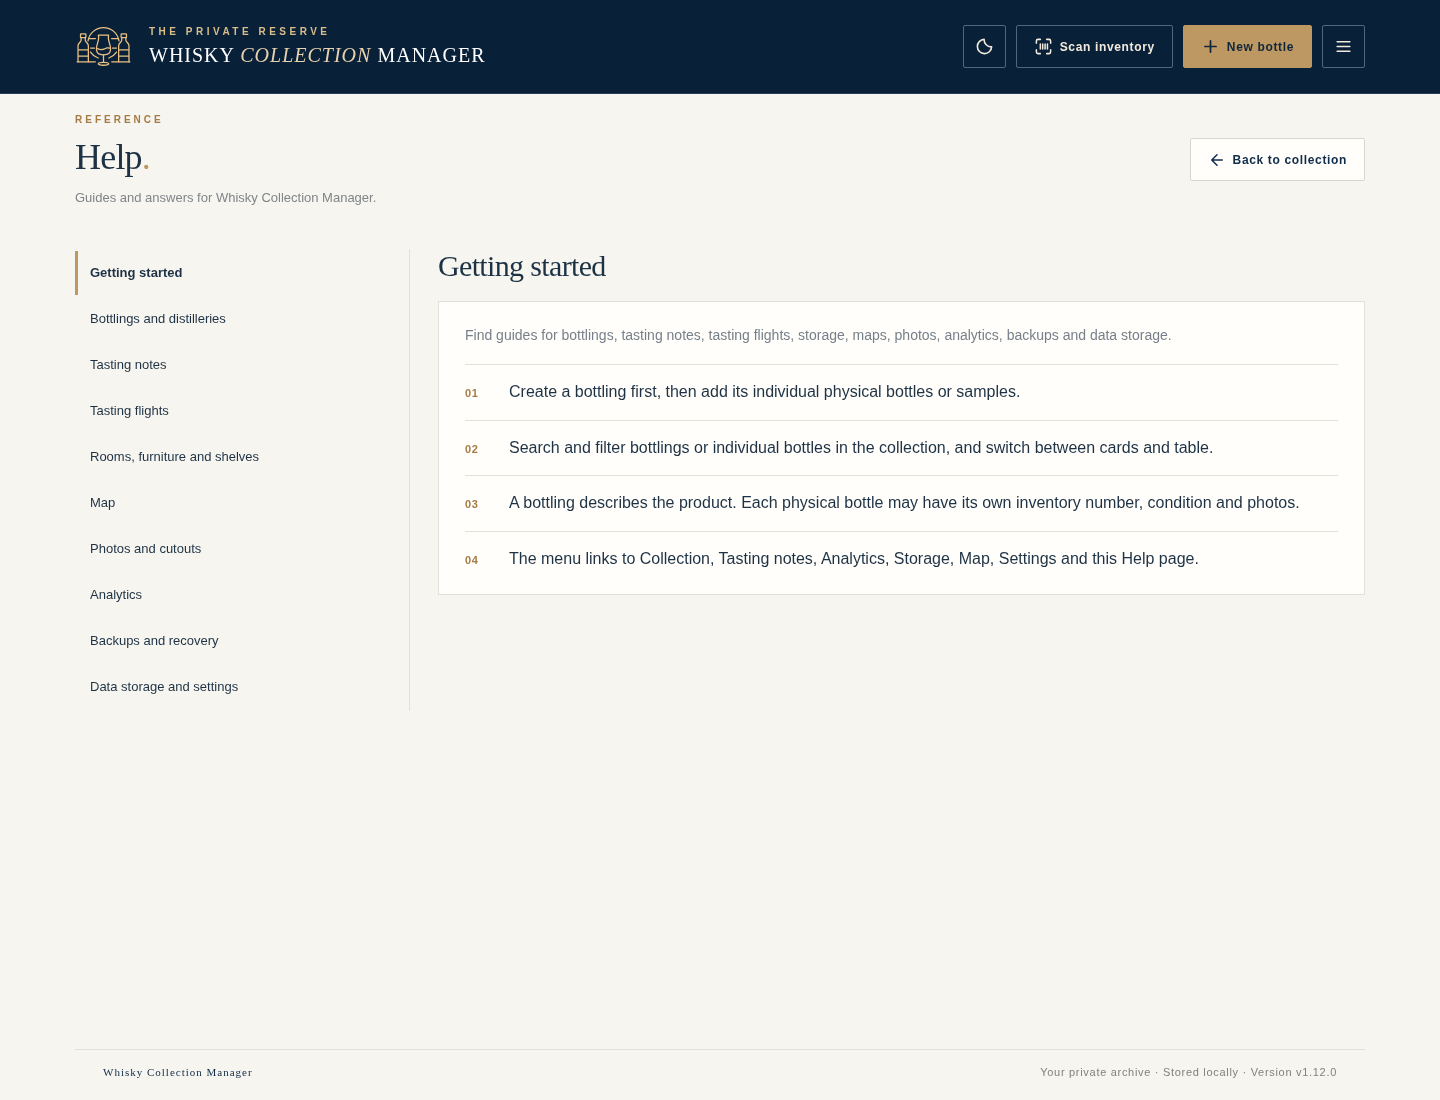 THE PRIVATE RESERVE
WHISKY COLLECTION MANAGER
Scan inventory
New bottle
REFERENCE
Help.
Guides and answers for Whisky Collection Manager.
Back to collection
Getting started
Bottlings and distilleries
Tasting notes
Tasting flights
Rooms, furniture and shelves
Map
Photos and cutouts
Analytics
Backups and recovery
Data storage and settings
Getting started
Find guides for bottlings, tasting notes, tasting flights, storage, maps, photos, analytics, backups and data storage.
01 Create a bottling first, then add its individual physical bottles or samples.
02 Search and filter bottlings or individual bottles in the collection, and switch between cards and table.
03 A bottling describes the product. Each physical bottle may have its own inventory number, condition and photos.
04 The menu links to Collection, Tasting notes, Analytics, Storage, Map, Settings and this Help page.
Whisky Collection Manager
Your private archive · Stored locally · Version v1.12.0